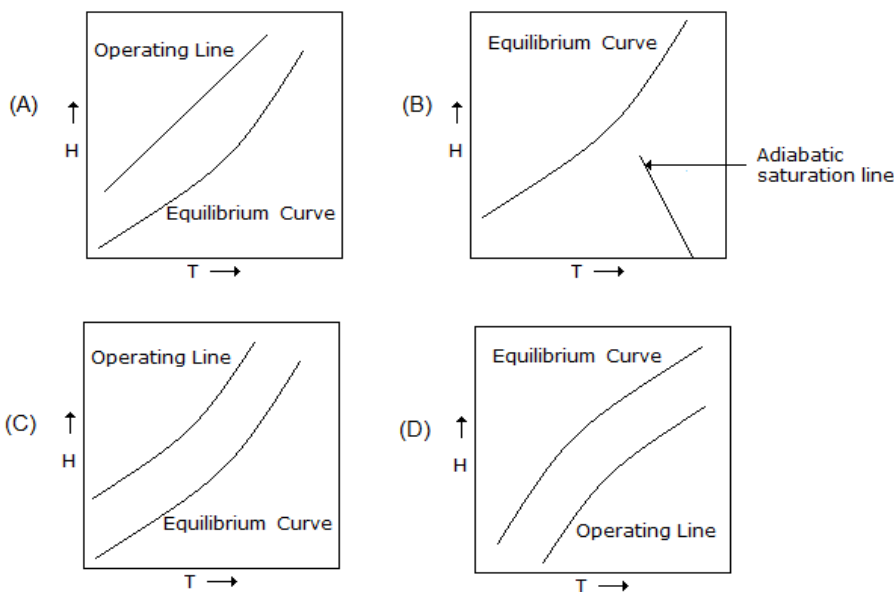 (A)
Operating Line
↑
H
Equilibrium Curve
T →
(B)
Equilibrium Curve
↑
H
Adiabatic
saturation line
T →
(C)
Operating Line
↑
H
Equilibrium Curve
T →
(D)
Equilibrium Curve
↑
H
Operating Line
T →